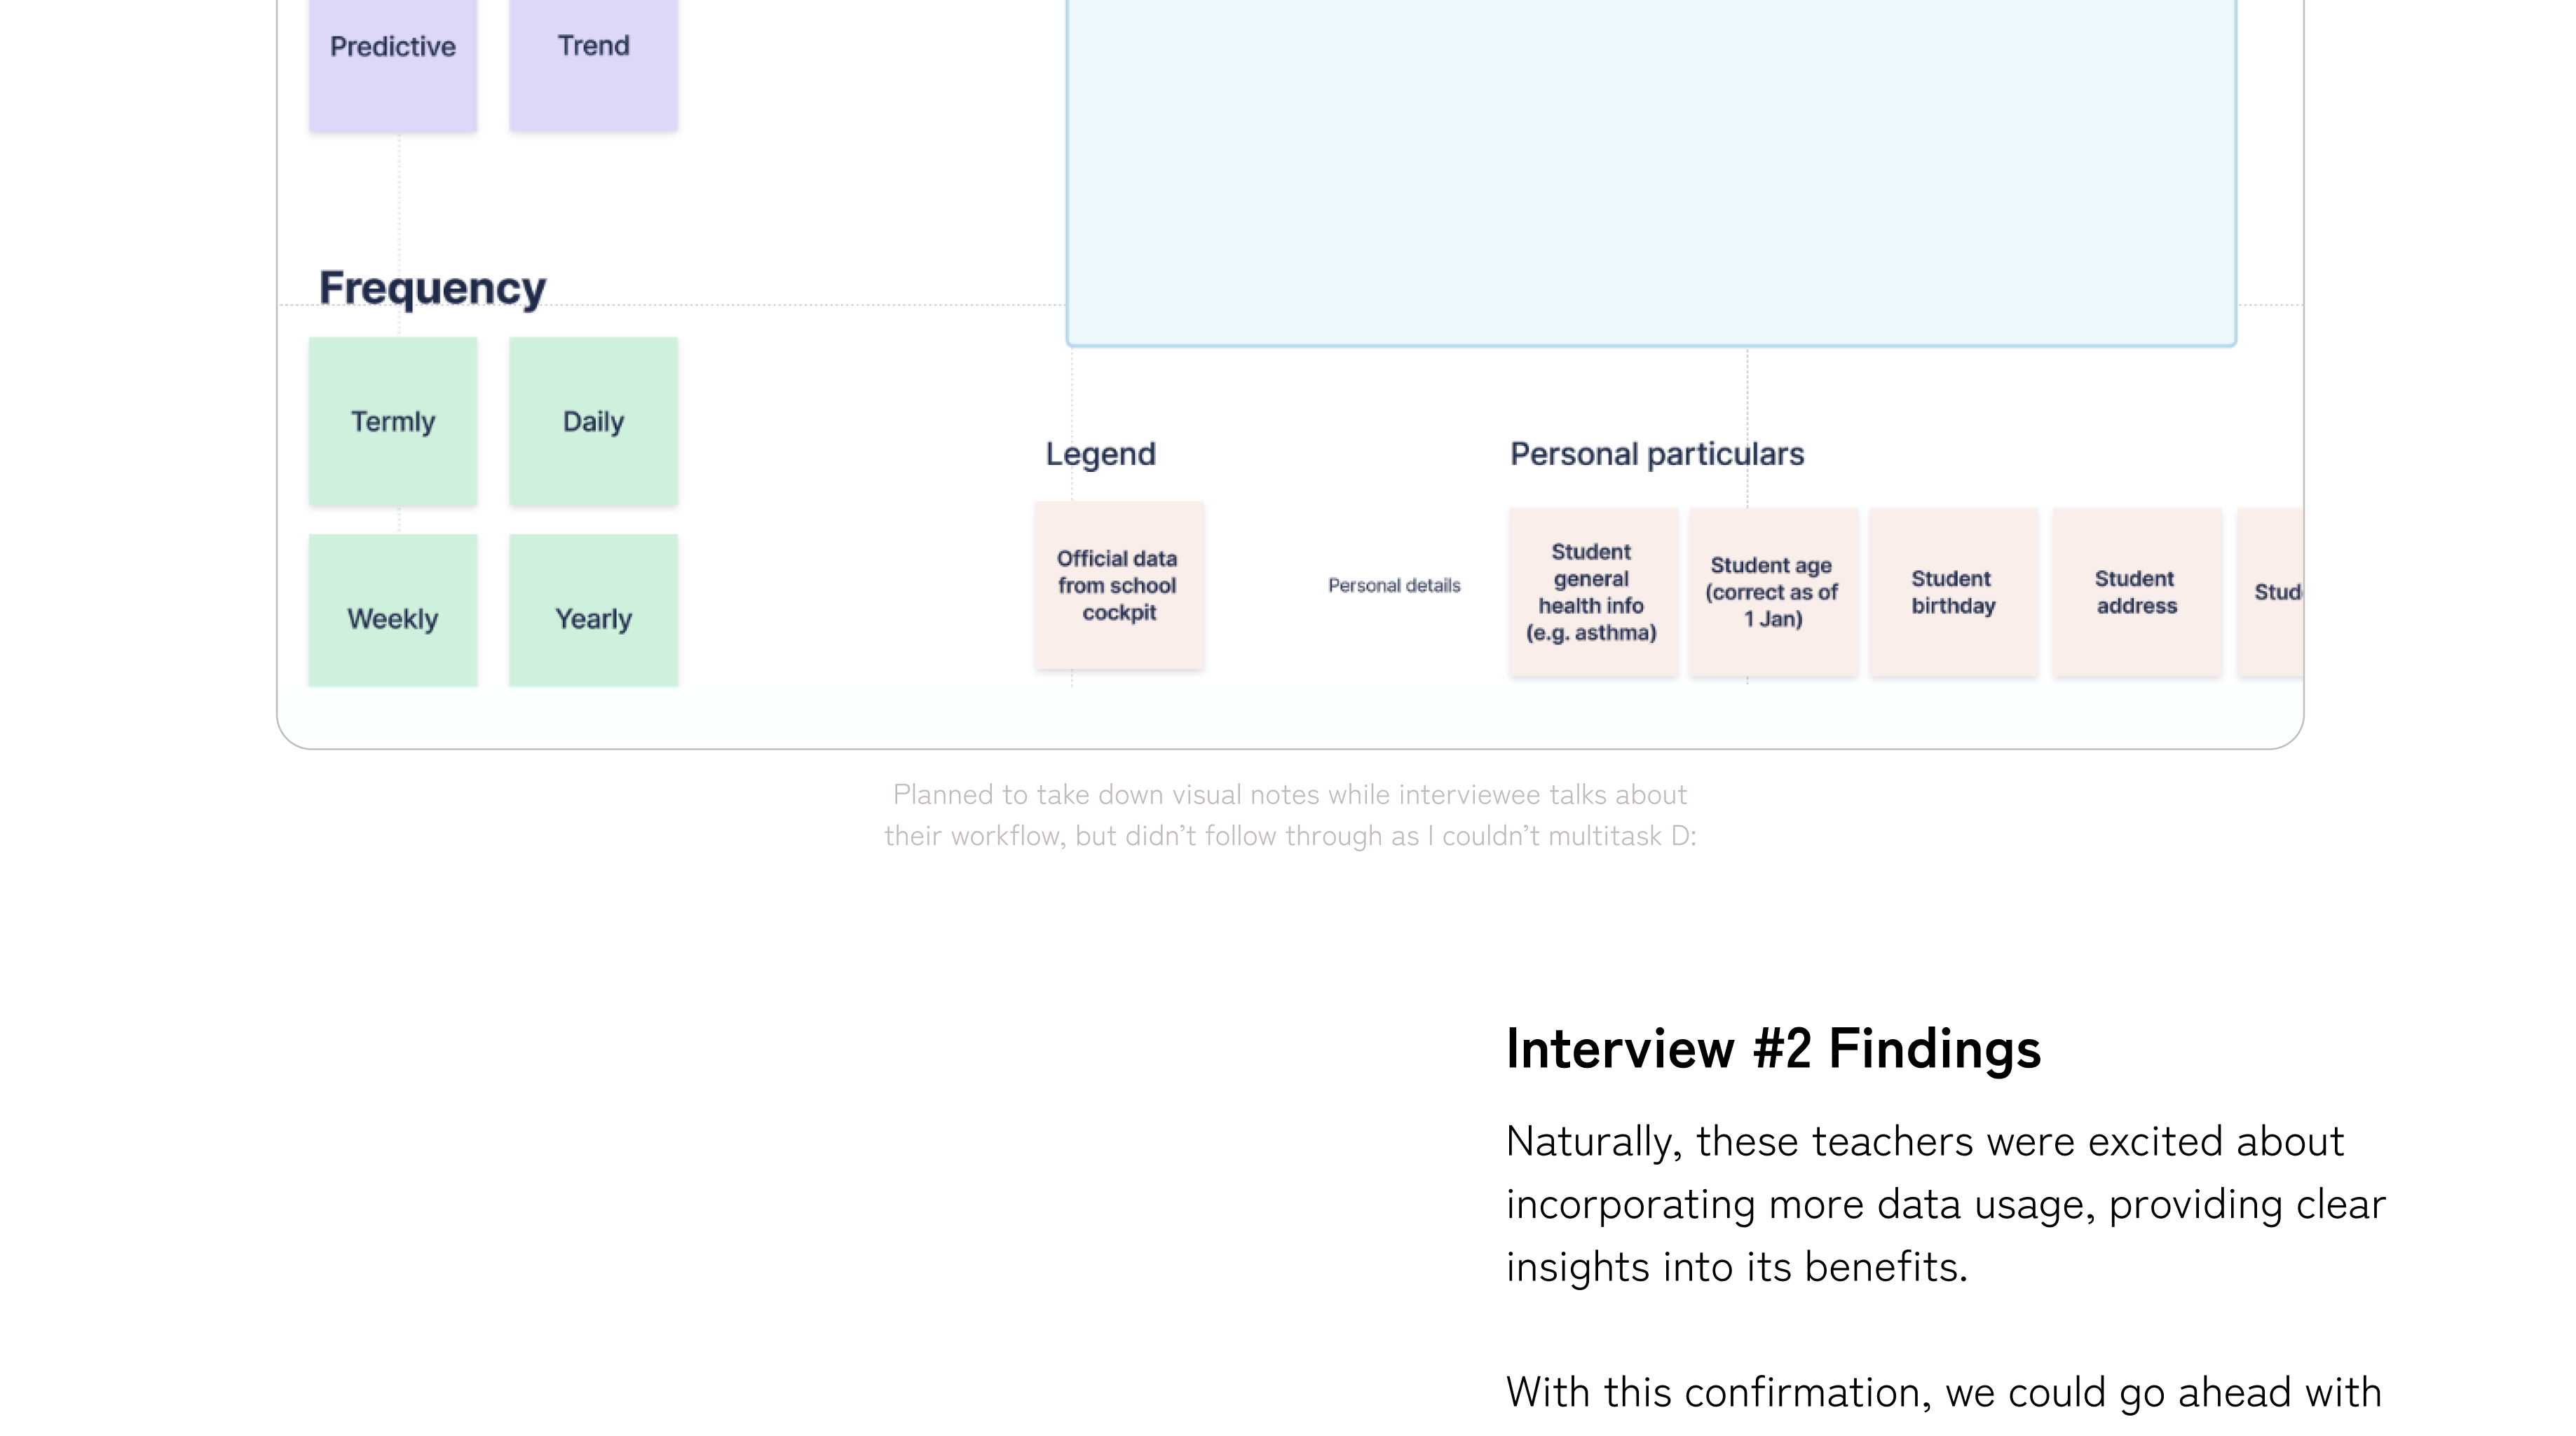 Predictive
Trend
Frequency
Termly
Daily
Weekly
Yearly
Legend
Official data
from school
cockpit
Personal details
Personal particulars
Student
general
health info
(e.g. asthma)
Student age
(correct as of
1 Jan)
Student
birthday
Student
address
Planned to take down visual notes while interviewee talks about
their workflow, but didn’t follow through as I couldn’t multitask D:
Interview #2 Findings
Naturally, these teachers were excited about
incorporating more data usage, providing clear
insights into its benefits.
With this confirmation, we could go ahead with